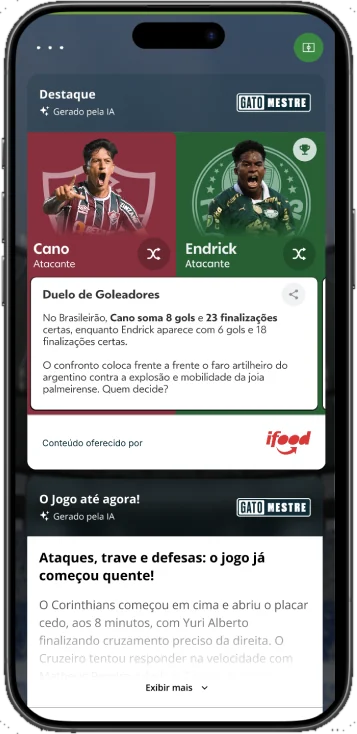 Destaque
Gerado pela IA
GATO MESTRE
Cano
Atacante
Endrick
Atacante
Duelo de Goleadores
No Brasileirão, Cano soma 8 gols e 23 finalizações
certas, enquanto Endrick aparece com 6 gols e 18
finalizações certas.
O confronto coloca frente a frente o faro artilheiro do
argentino contra a explosão e mobilidade da joia
palmeirense. Quem decide?
Conteúdo oferecido por
ifood
O Jogo até agora!
Gerado pela IA
GATO MESTRE
Ataques, trave e defesas: o jogo já
começou quente!
O Corinthians começou em cima e abriu o placar
cedo, aos 8 minutos, com Yuri Alberto
finalizando cruzamento preciso da direita. O
Cruzeiro tentou responder na velocidade com
Exibir mais